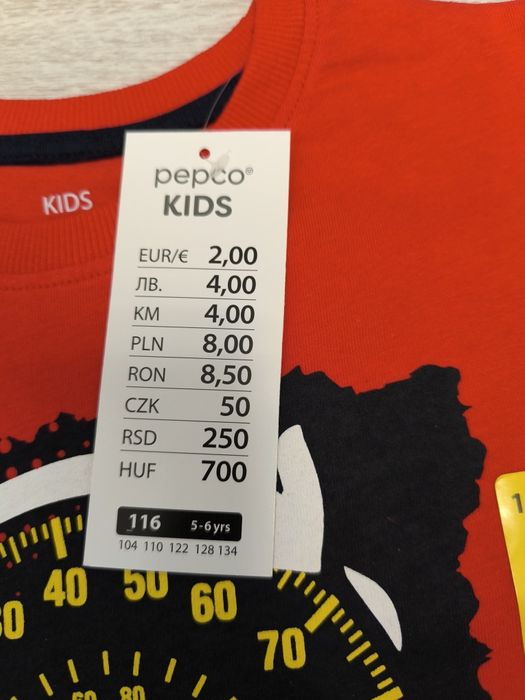 pepco®
KIDS
KIDS
EUR/€ 2,00
ЛВ. 4,00
KM 4,00
PLN 8,00
RON 8,50
CZK 50
RSD 250
HUF 700
116 5-6 yrs
104 110 122 128 134
40 50 60 70
60 80